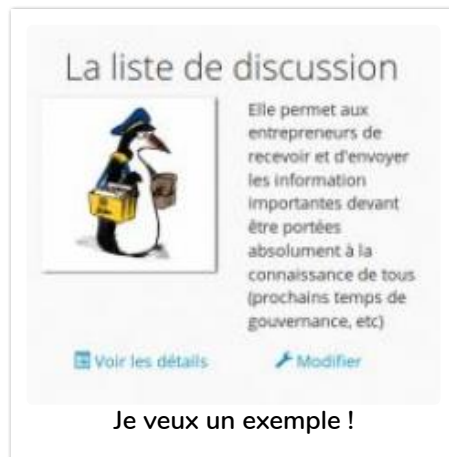 La liste de discussion
Elle permet aux
entrepreneurs de
recevoir et d'envoyer
les information
importantes devant
être portées
absolument à la
connaissance de tous
(prochains temps de
gouvernance, etc)
Voir les détails
Modifier
Je veux un exemple !